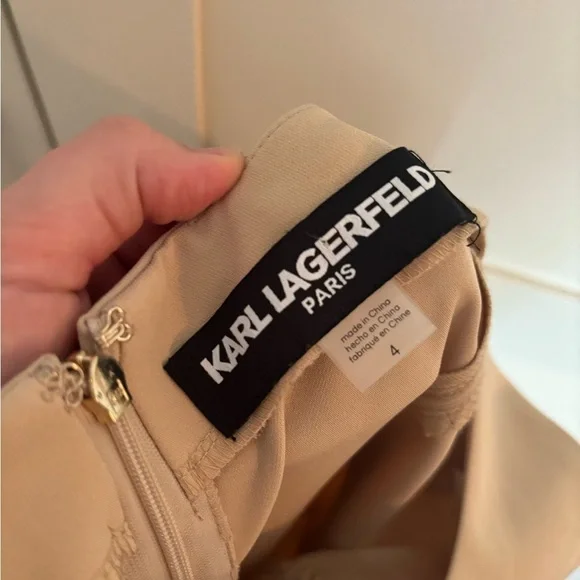 KARL LAGERFELD
PARIS
made in China
hecho en China
fabriqué en Chine
4